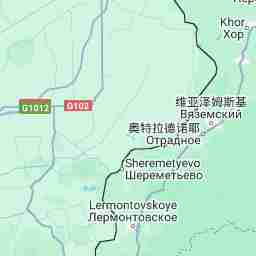 Khor
Хор
G1012
G102
维亚泽姆斯基
Вяземский
奥特拉德诺耶
Отрадное
Sheremetyevo
Шереметьево
Lermontovskoye
Лермонтовское